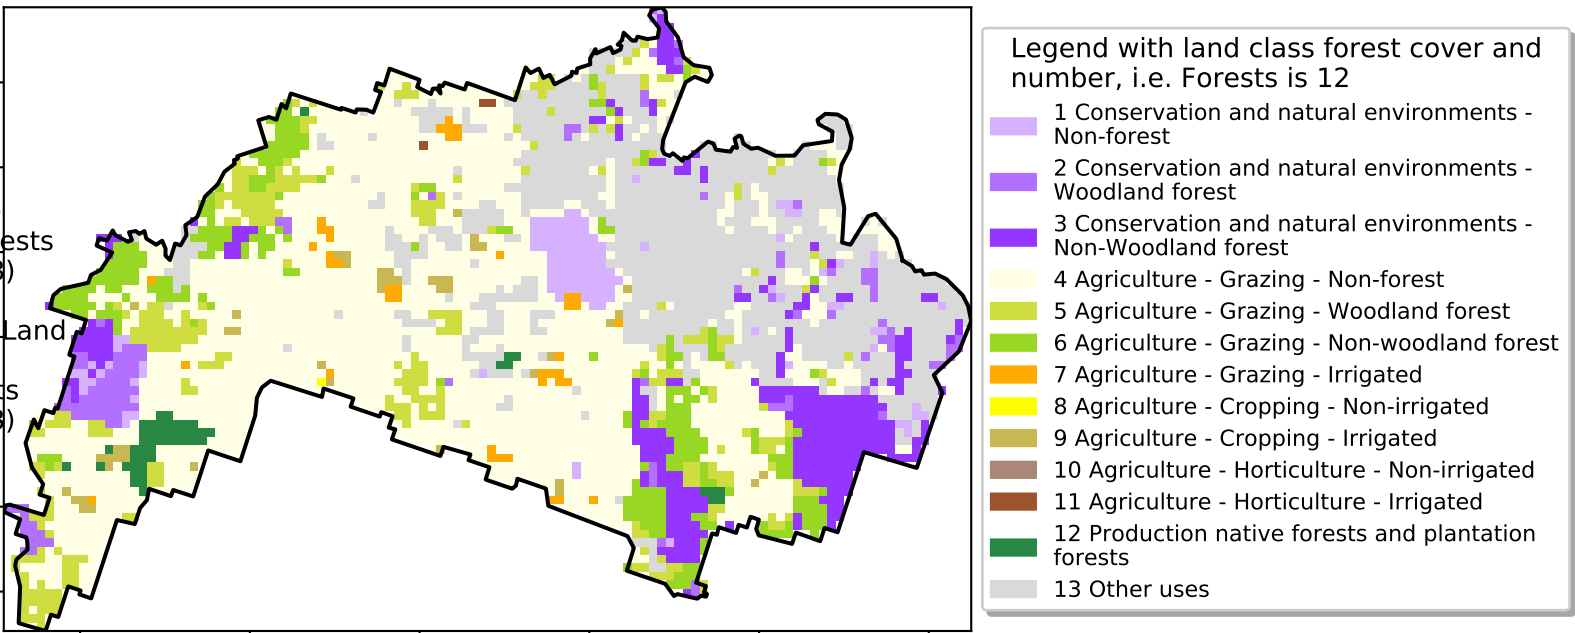 ests
3)
Land
ts
3)
Legend with land class forest cover and
number, i.e. Forests is 12
1 Conservation and natural environments -
Non-forest
2 Conservation and natural environments -
Woodland forest
3 Conservation and natural environments -
Non-Woodland forest
4 Agriculture - Grazing - Non-forest
5 Agriculture - Grazing - Woodland forest
6 Agriculture - Grazing - Non-woodland forest
7 Agriculture - Grazing - Irrigated
8 Agriculture - Cropping - Non-irrigated
9 Agriculture - Cropping - Irrigated
10 Agriculture - Horticulture - Non-irrigated
11 Agriculture - Horticulture - Irrigated
12 Production native forests and plantation
forests
13 Other uses